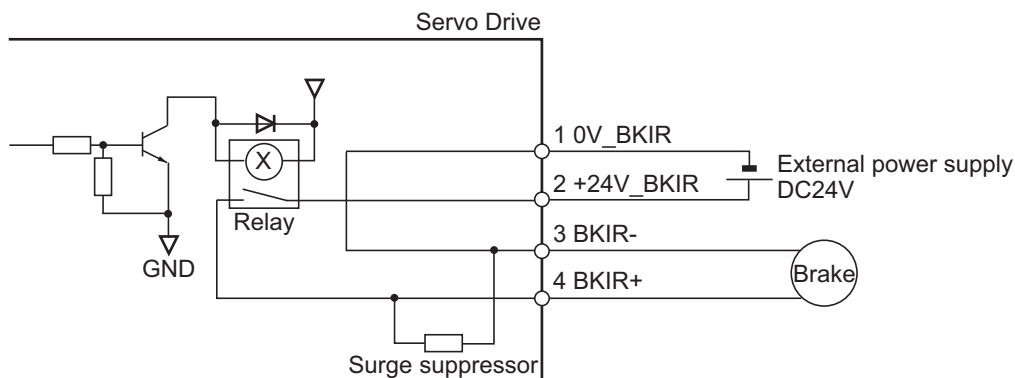 Servo Drive
1 0V_BKIR
External power supply
DC24V
2 +24V_BKIR
X
Relay
3 BKIR-
GND
Brake
4 BKIR+
Surge suppressor